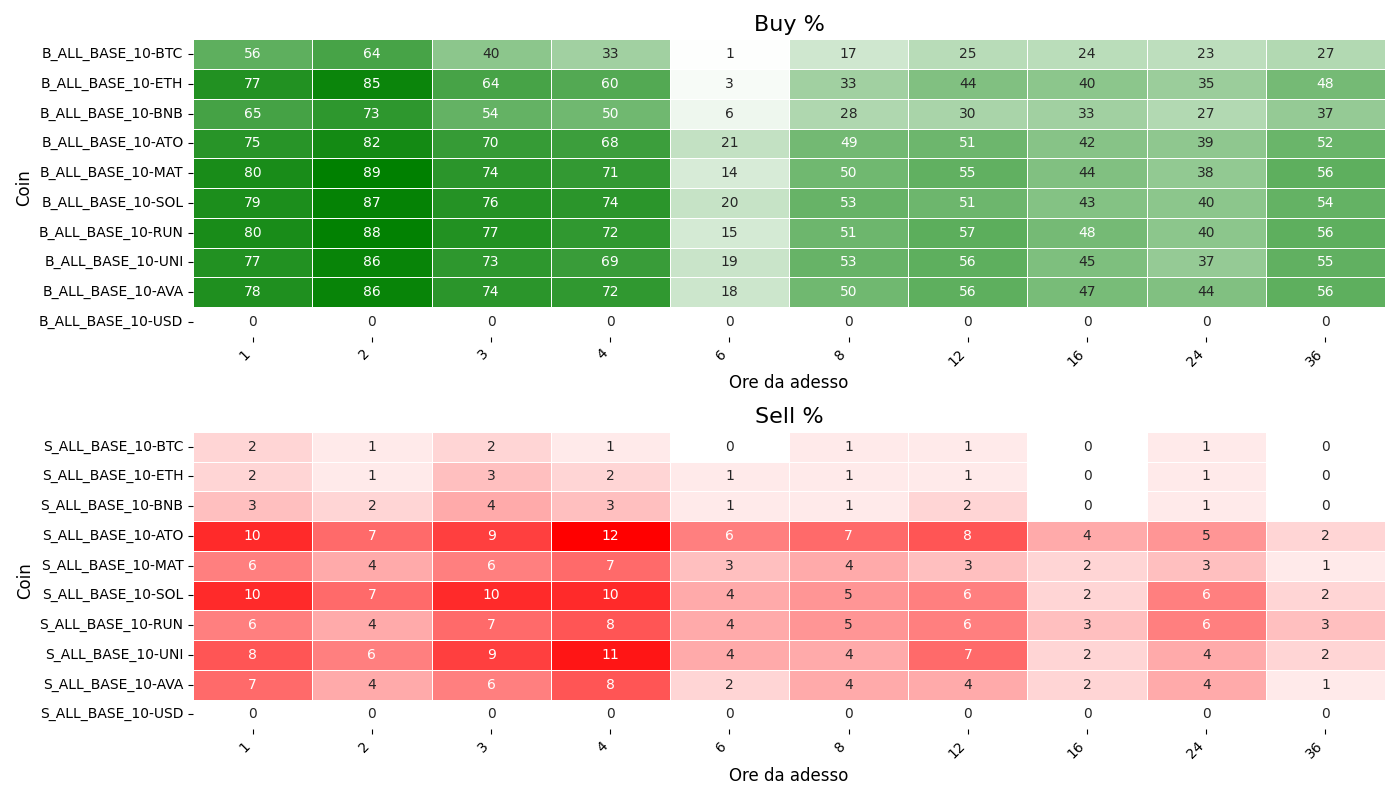 Buy %
Coin
B_ALL_BASE_10-BTC 56 64 40 33 1 17 25 24 23 27
B_ALL_BASE_10-ETH 77 85 64 60 3 33 44 40 35 48
B_ALL_BASE_10-BNB 65 73 54 50 6 28 30 33 27 37
B_ALL_BASE_10-ATO 75 82 70 68 21 49 51 42 39 52
B_ALL_BASE_10-MAT 80 89 74 71 14 50 55 44 38 56
B_ALL_BASE_10-SOL 79 87 76 74 20 53 51 43 40 54
B_ALL_BASE_10-RUN 80 88 77 72 15 51 57 48 40 56
B_ALL_BASE_10-UNI 77 86 73 69 19 53 56 45 37 55
B_ALL_BASE_10-AVA 78 86 74 72 18 50 56 47 44 56
B_ALL_BASE_10-USD 0 0 0 0 0 0 0 0 0 0
1 2 3 4 6 8 12 16 24 36
Ore da adesso
Sell %
Coin
S_ALL_BASE_10-BTC 2 1 2 1 0 1 1 0 1 0
S_ALL_BASE_10-ETH 2 1 3 2 1 1 1 0 1 0
S_ALL_BASE_10-BNB 3 2 4 3 1 1 2 0 1 0
S_ALL_BASE_10-ATO 10 7 9 12 6 7 8 4 5 2
S_ALL_BASE_10-MAT 6 4 6 7 3 4 3 2 3 1
S_ALL_BASE_10-SOL 10 7 10 10 4 5 6 2 6 2
S_ALL_BASE_10-RUN 6 4 7 8 4 5 6 3 6 3
S_ALL_BASE_10-UNI 8 6 9 11 4 4 7 2 4 2
S_ALL_BASE_10-AVA 7 4 6 8 2 4 4 2 4 1
S_ALL_BASE_10-USD 0 0 0 0 0 0 0 0 0 0
1 2 3 4 6 8 12 16 24 36
Ore da adesso